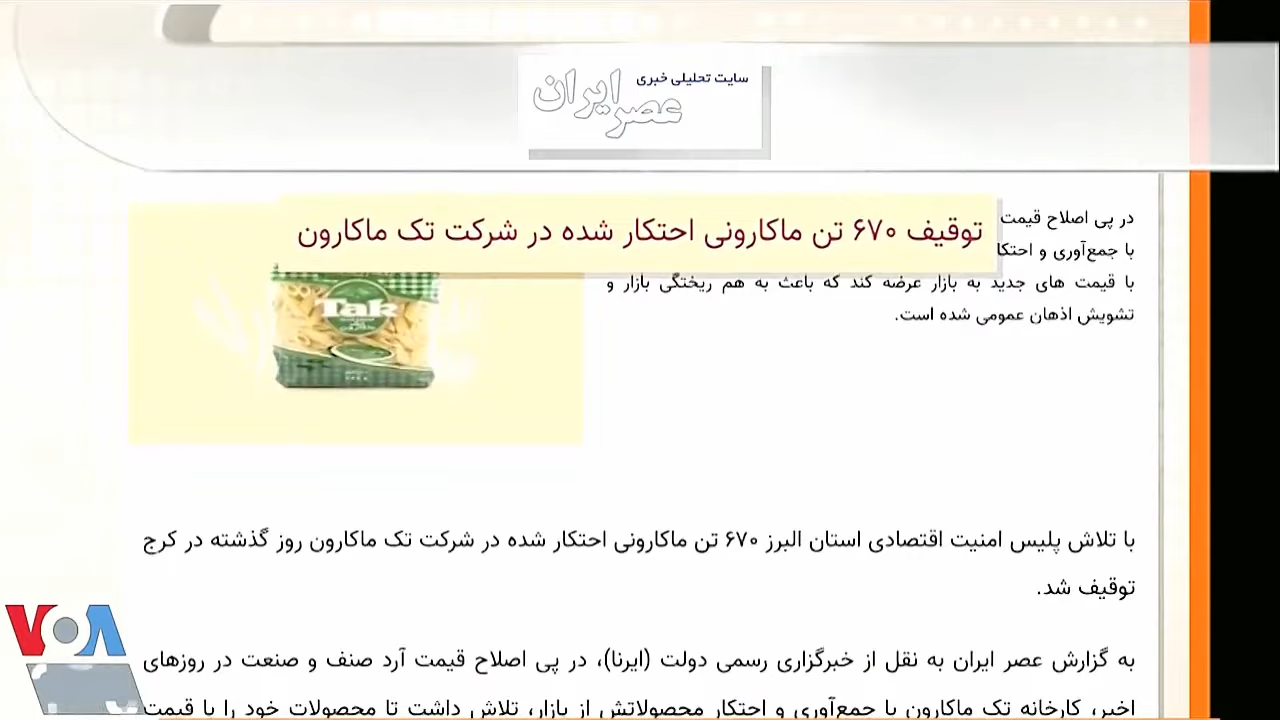 سایت تحلیلی خبری
عصر ایران
توقیف ۶۷۰ تن ماکارونی احتکار شده در شرکت تک ماکارون
در پی اصلاح قیمت
با جمع‌آوری و احتکا
با قیمت های جدید به بازار عرضه کند که باعث به هم ریختگی بازار و
تشویش اذهان عمومی شده است.
Tak
با تلاش پلیس امنیت اقتصادی استان البرز ۶۷۰ تن ماکارونی احتکار شده در شرکت تک ماکارون روز گذشته در کرج
توقیف شد.
به گزارش عصر ایران به نقل از خبرگزاری رسمی دولت (ایرنا)، در پی اصلاح قیمت آرد صنف و صنعت در روزهای
اخیر، کارخانه تک ماکارون با جمع‌آوری و احتکار محصولاتش از بازار، تلاش داشت تا محصولات خود را با قیمت
VOA